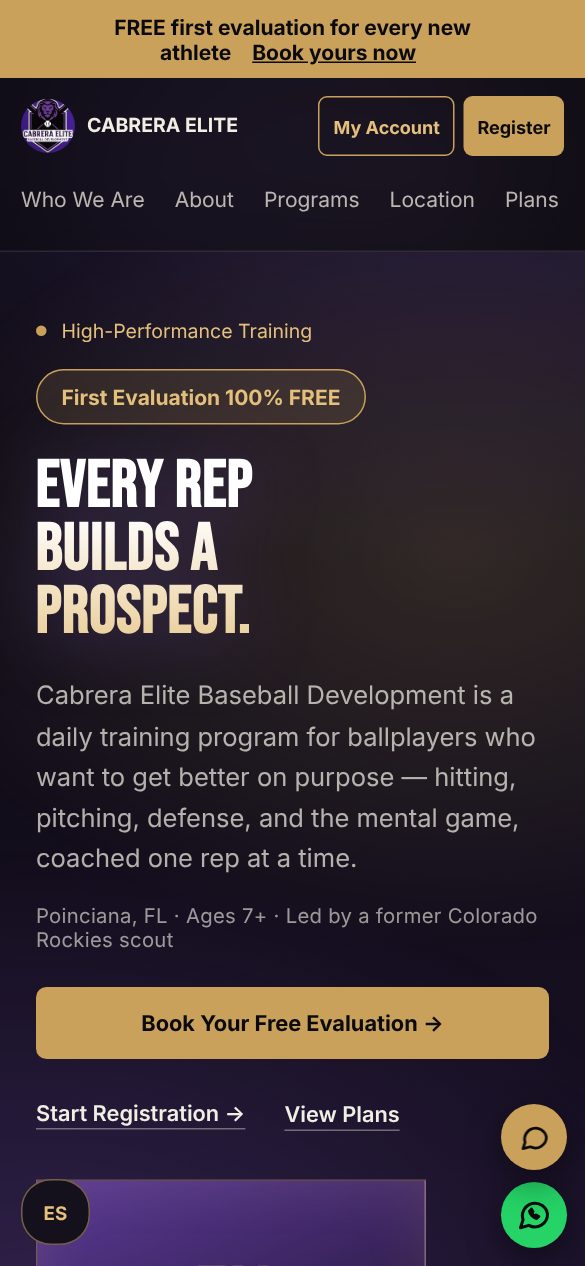 FREE first evaluation for every new
athlete Book yours now
CABRERA ELITE
CABRERA ELITE
My Account
Register
Who We Are About Programs Location Plans
High-Performance Training
First Evaluation 100% FREE
EVERY REP
BUILDS A
PROSPECT.
Cabrera Elite Baseball Development is a
daily training program for ballplayers who
want to get better on purpose — hitting,
pitching, defense, and the mental game,
coached one rep at a time.
Poinciana, FL · Ages 7+ · Led by a former Colorado
Rockies scout
Book Your Free Evaluation →
Start Registration → View Plans
ES